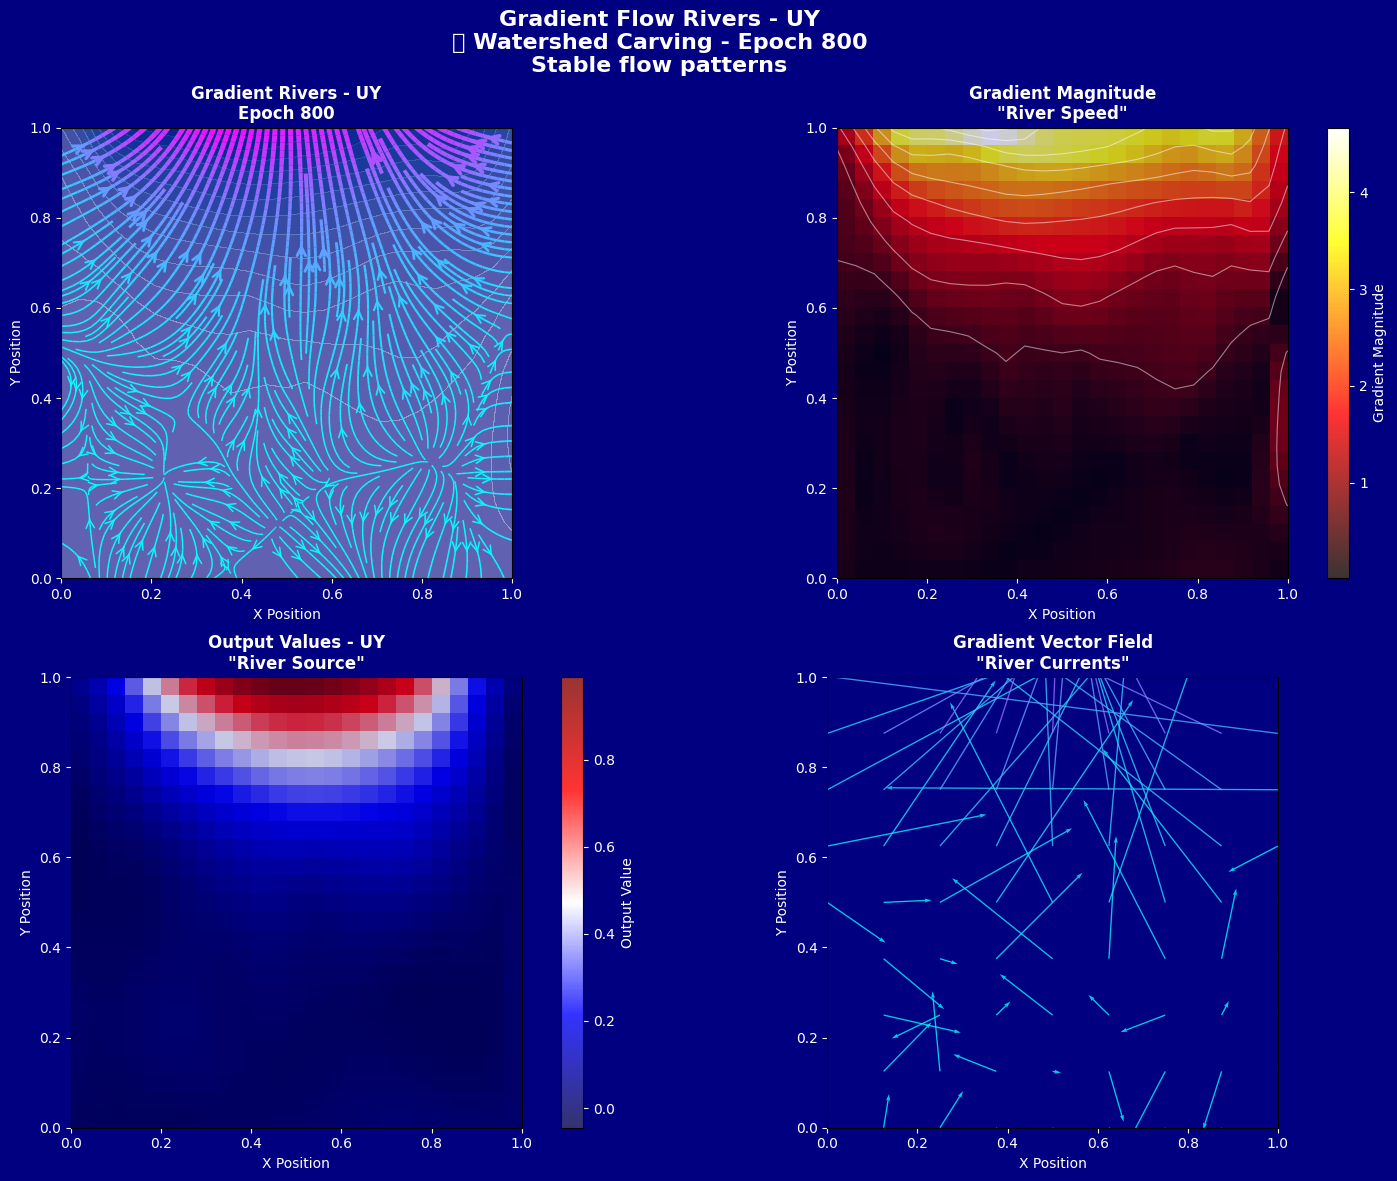 Gradient Flow Rivers - UY
Watershed Carving - Epoch 800
Stable flow patterns
Gradient Rivers - UY
Epoch 800
1.0
0.8
0.6
0.4
0.2
0.0
Y Position
0.0 0.2 0.4 0.6 0.8 1.0
X Position
Gradient Magnitude
"River Speed"
1.0
0.8
0.6
0.4
0.2
0.0
Y Position
0.0 0.2 0.4 0.6 0.8 1.0
X Position
4
3
2
1
Gradient Magnitude
Output Values - UY
"River Source"
1.0
0.8
0.6
0.4
0.2
0.0
Y Position
0.0 0.2 0.4 0.6 0.8 1.0
X Position
0.8
0.6
0.4
0.2
0.0
Output Value
Gradient Vector Field
"River Currents"
1.0
0.8
0.6
0.4
0.2
0.0
Y Position
0.0 0.2 0.4 0.6 0.8 1.0
X Position